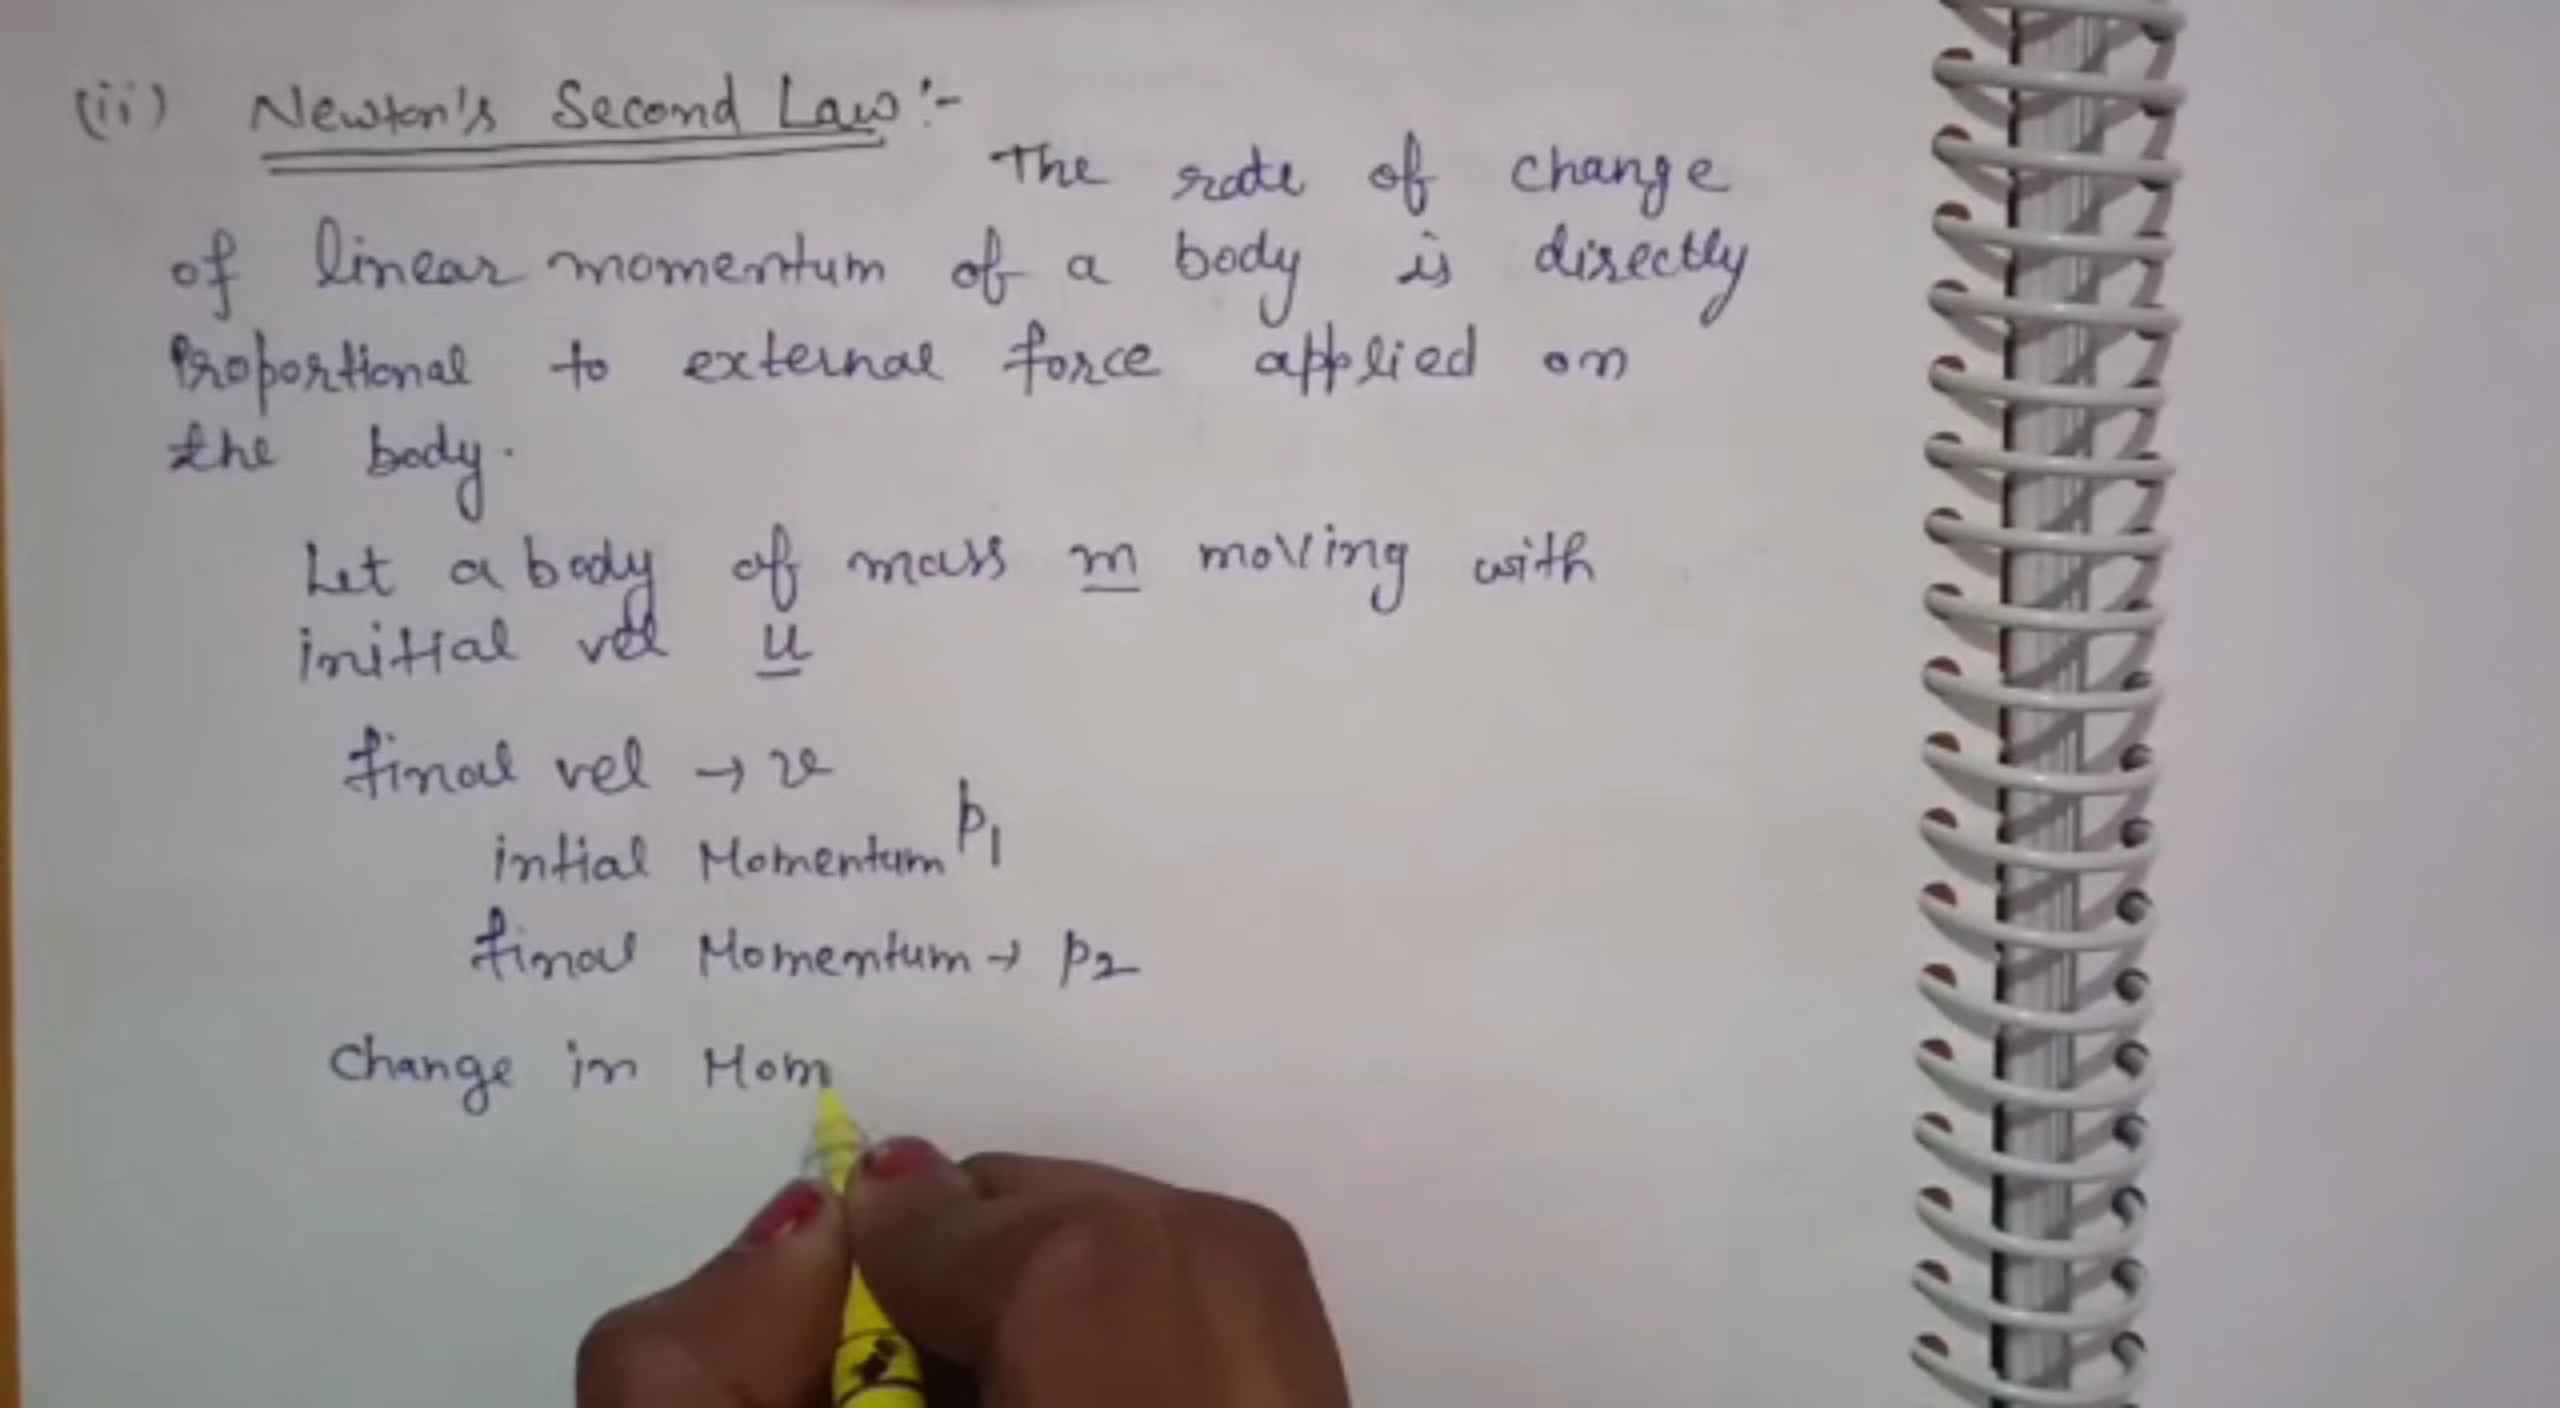 (ii) Newton's Second Law :-
The rate of change
of linear momentum of a body is directly
Proportional to external force applied on
the body.
Let a body of mass m moving with
initial vel u
final vel → v
intial Momentum p1
final Momentum → p2
Change in Mom